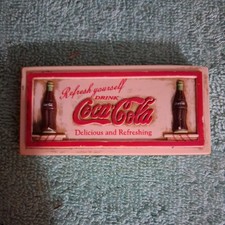 Refresh yourself
DRINK
Coca-Cola
Delicious and Refreshing